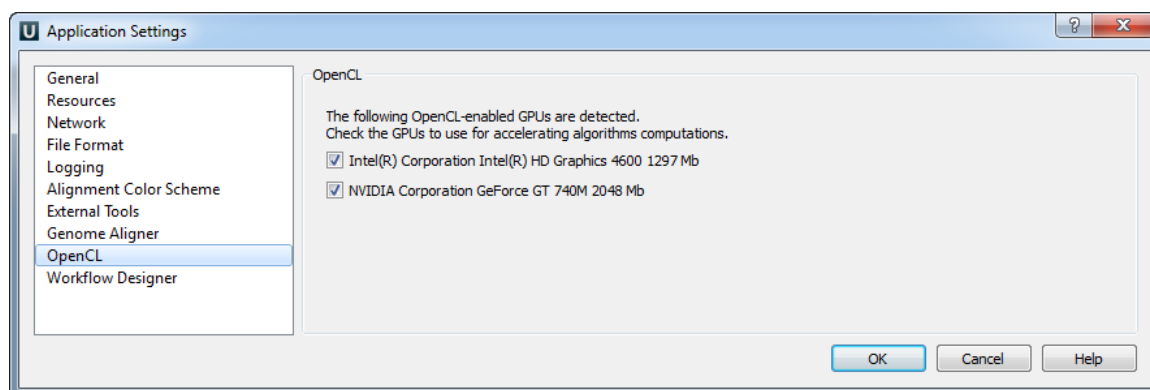 U Application Settings
General
Resources
Network
File Format
Logging
Alignment Color Scheme
External Tools
Genome Aligner
OpenCL
Workflow Designer
OpenCL
The following OpenCL-enabled GPUs are detected.
Check the GPUs to use for accelerating algorithms computations.
Intel(R) Corporation Intel(R) HD Graphics 4600 1297 Mb
NVIDIA Corporation GeForce GT 740M 2048 Mb
OK Cancel Help